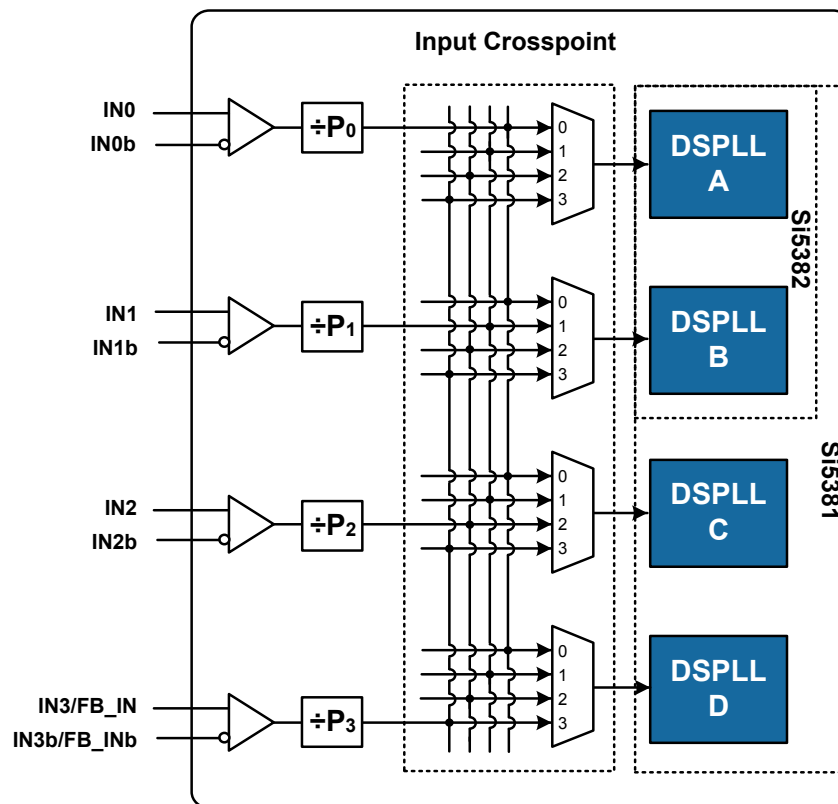 Input Crosspoint
IN0
IN0b
÷P0
0
1
2
3
DSPLL
A
Si5382
IN1
IN1b
÷P1
0
1
2
3
DSPLL
B
Si5381
IN2
IN2b
÷P2
0
1
2
3
DSPLL
C
IN3/FB_IN
IN3b/FB_INb
÷P3
0
1
2
3
DSPLL
D